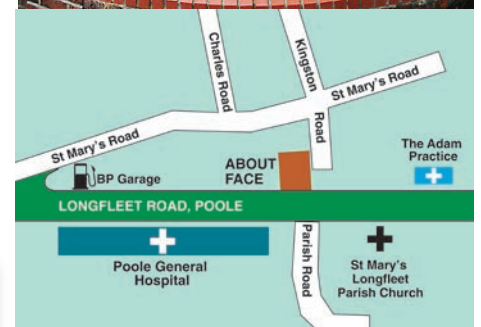 Charles Road
Kingston
Road
St Mary's Road
St Mary's Road
The Adam
Practice
ABOUT
FACE
BP Garage
LONGFLEET ROAD, POOLE
Poole General
Hospital
Parish Road
St Mary's
Longfleet
Parish Church